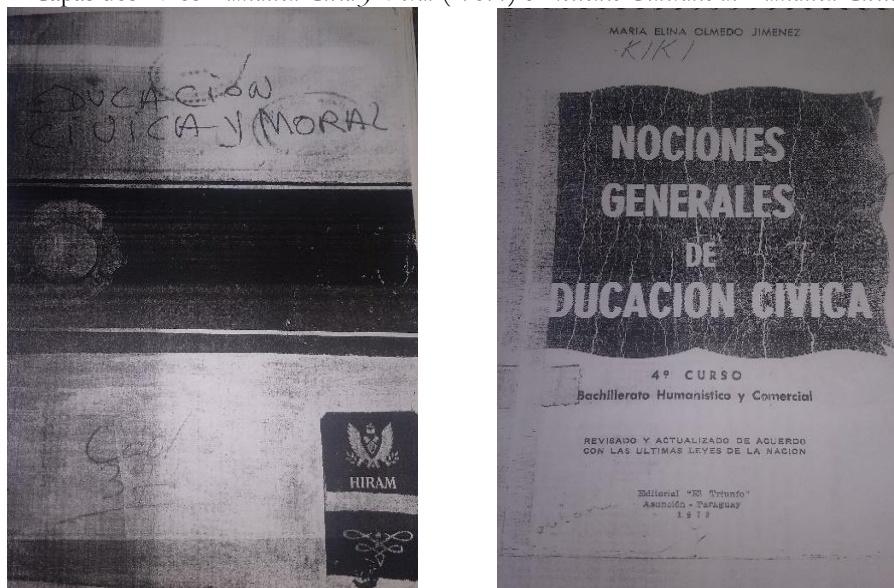 EDUCACIÓN
CIVICA Y MORAL
HIRAM
MARIA ELINA OLMEDO JIMENEZ
KIKI
NOCIONES
GENERALES
DE
DUCACION CIVICA
4º CURSO
Bachillerato Humanístico y Comercial
REVISADO Y ACTUALIZADO DE ACUERDO
CON LAS ULTIMAS LEYES DE LA NACION
Editorial "El Triunfo"
Asunción - Paraguay